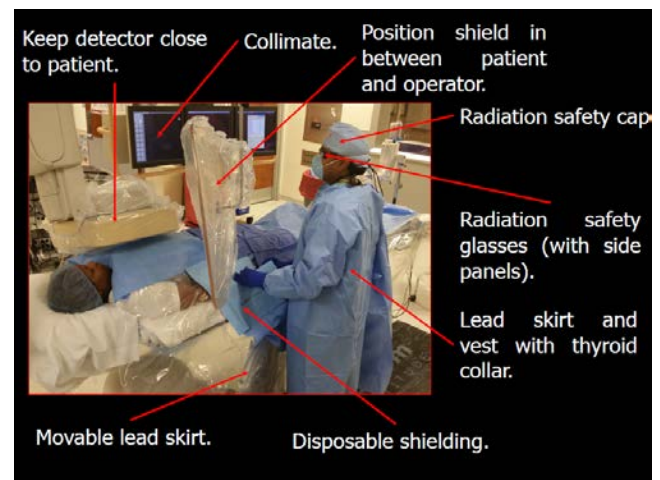 Keep detector close
to patient.
Collimate.
Position shield in
between patient
and operator.
Radiation safety cap
Radiation safety
glasses (with side
panels).
Lead skirt and
vest with thyroid
collar.
Movable lead skirt.
Disposable shielding.